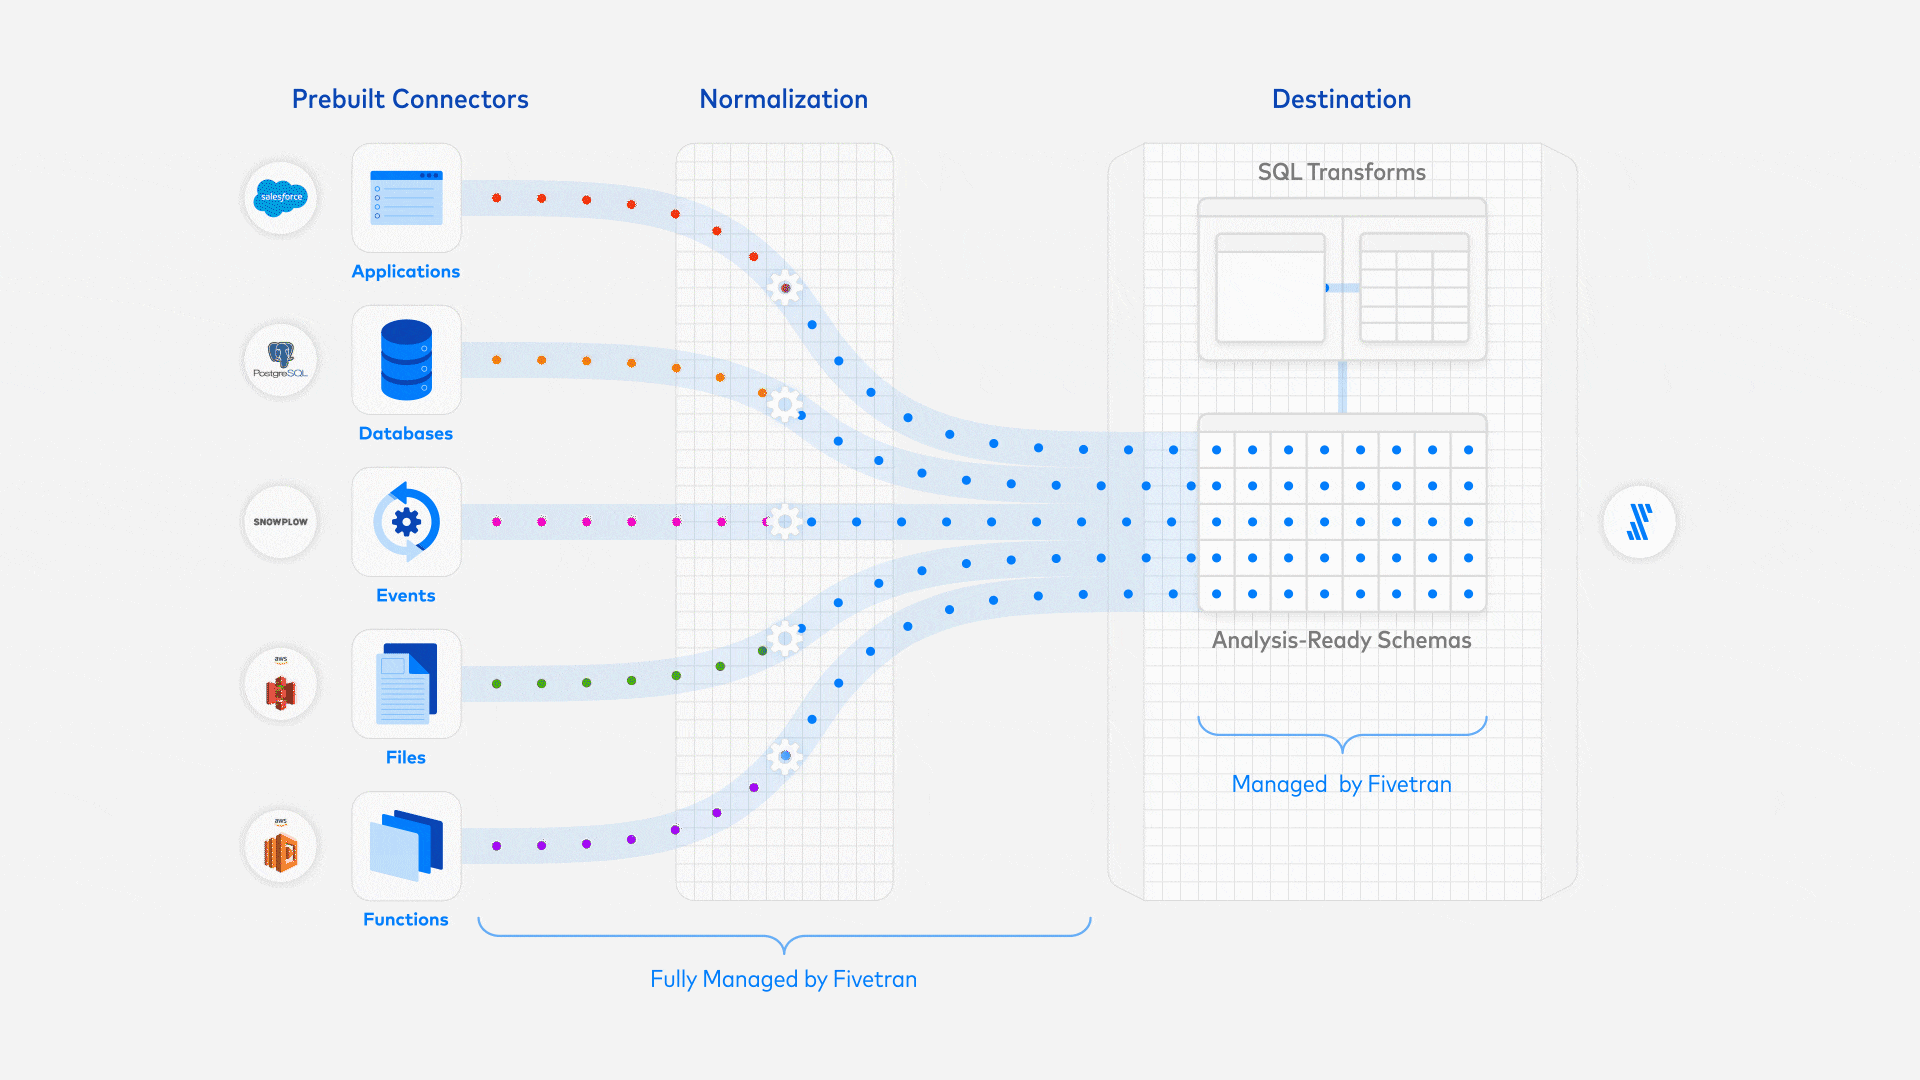 Prebuilt Connectors
Normalization
Destination
salesforce
Applications
PostgreSQL
Databases
SNOWPLOW
Events
aws
Files
aws
Functions
Fully Managed by Fivetran
SQL Transforms
Analysis-Ready Schemas
Managed by Fivetran